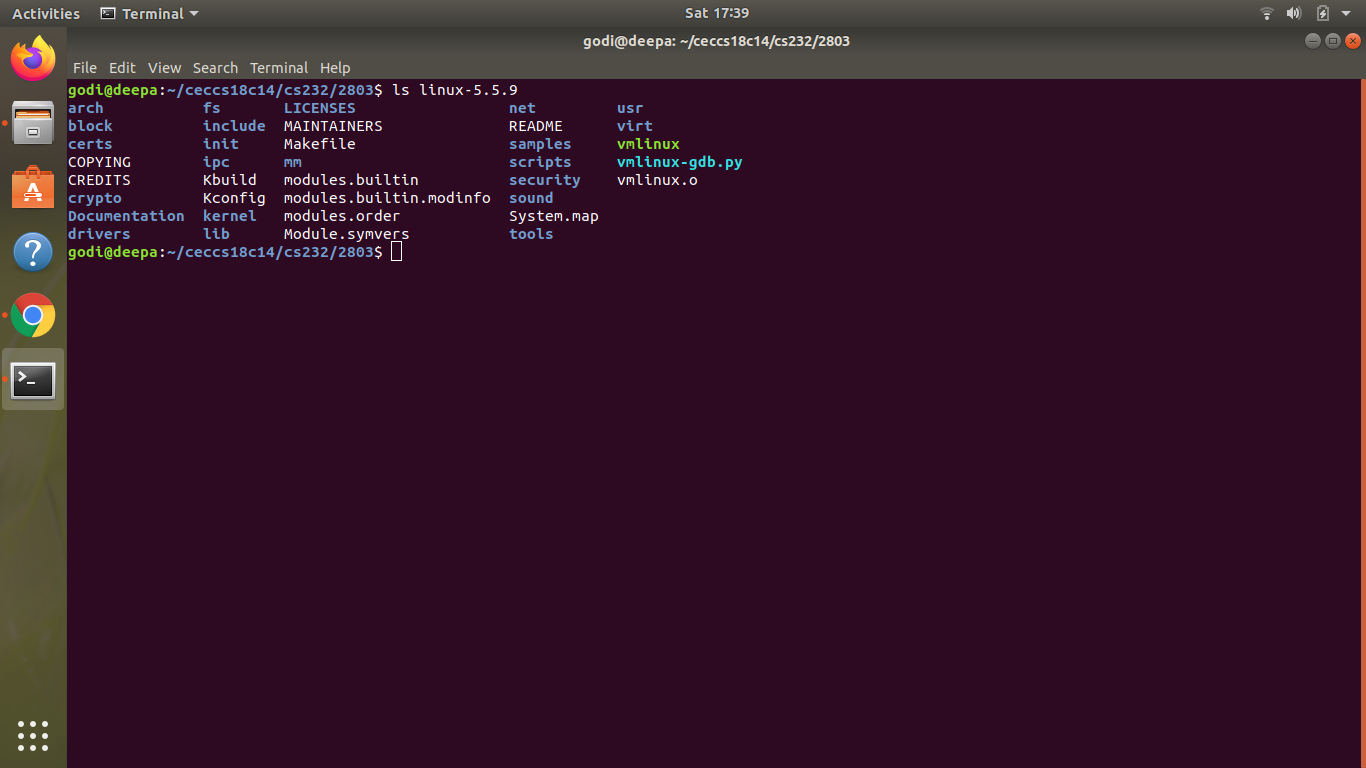 Activities Terminal Sat 17:39
godi@deepa: ~/ceccs18c14/cs232/2803
File Edit View Search Terminal Help
godi@deepa:~/ceccs18c14/cs232/2803$ ls linux-5.5.9
arch fs LICENSES net usr
block include MAINTAINERS README virt
certs init Makefile samples vmlinux
COPYING ipc mm scripts vmlinux-gdb.py
CREDITS Kbuild modules.builtin security vmlinux.o
crypto Kconfig modules.builtin.modinfo sound
Documentation kernel modules.order System.map
drivers lib Module.symvers tools
godi@deepa:~/ceccs18c14/cs232/2803$